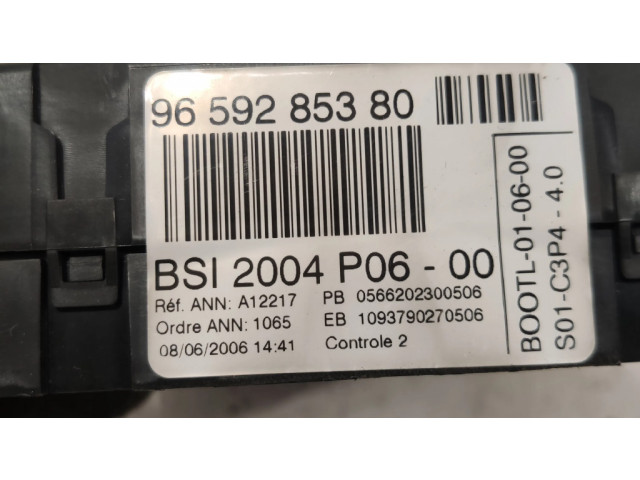 96 592 853 80
BSI 2004 P06 - 00
Réf. ANN: A12217 PB 0566202300506
Ordre ANN: 1065 EB 1093790270506
08/06/2006 14:41 Controle 2
BOOTL-01-06-00
S01-C3P4 - 4.0